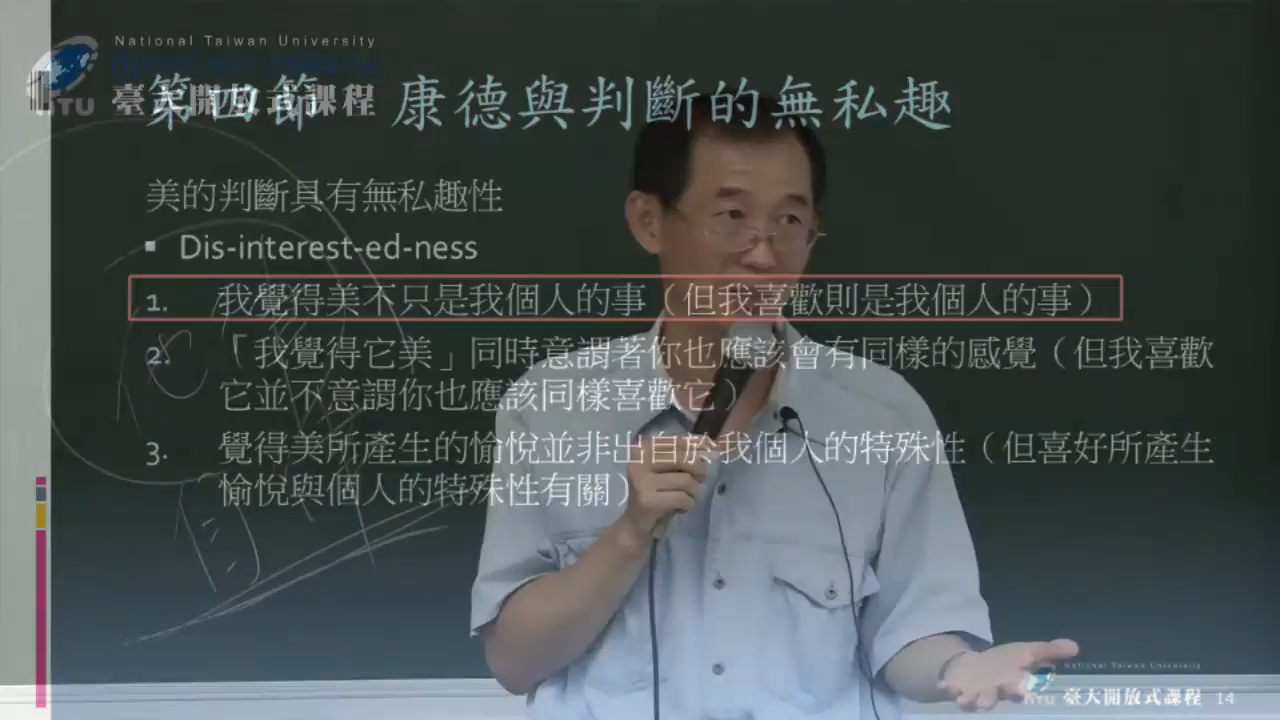 National Taiwan University
臺大開放式課程
NTU
第四節 康德與判斷的無私趣
美的判斷具有無私趣性
▪ Dis-interest-ed-ness
1. 我覺得美不只是我個人的事（但我喜歡則是我個人的事）
2. 「我覺得它美」同時意謂著你也應該會有同樣的感覺（但我喜歡
它並不意謂你也應該同樣喜歡它）
3. 覺得美所產生的愉悅並非出自於我個人的特殊性（但喜好所產生
愉悅與個人的特殊性有關）
National Taiwan University
NTU 臺大開放式課程 14